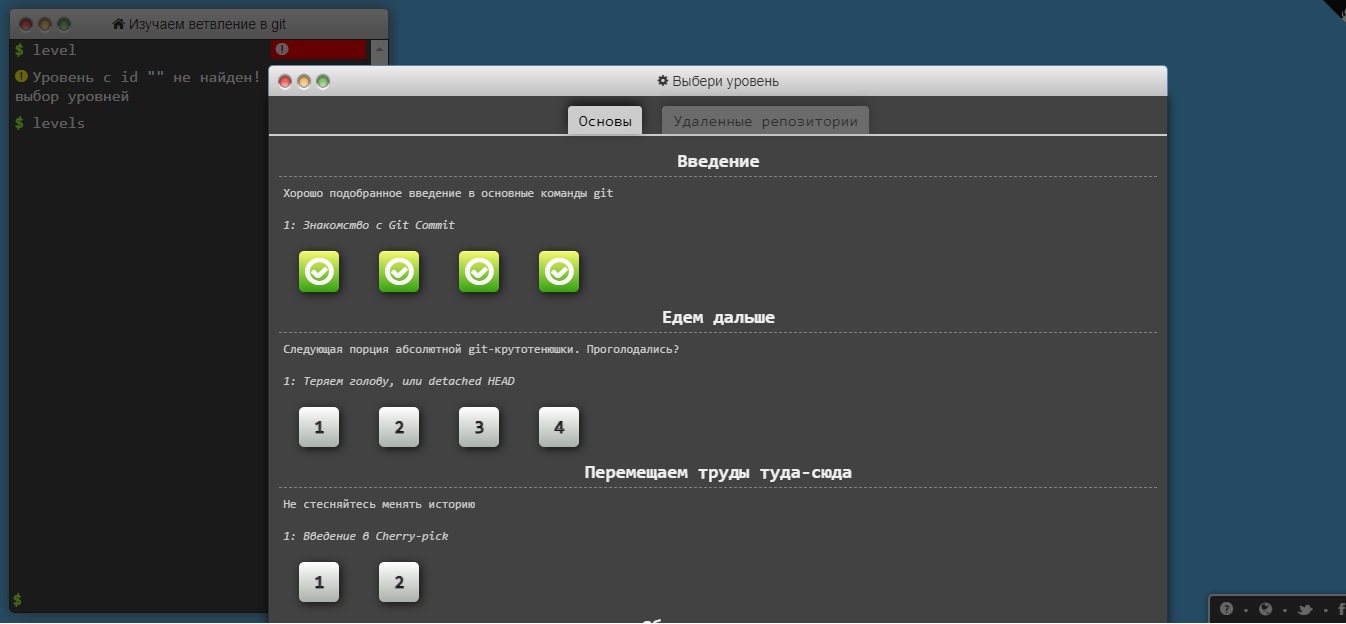 Изучаем ветвление в git
$ level
Уровень с id "" не найден!
выбор уровней
$ levels
$
Выбери уровень
Основы
Удаленные репозитории
Введение
Хорошо подобранное введение в основные команды git
1: Знакомство с Git Commit
Едем дальше
Следующая порция абсолютной git-крутотенюшки. Проголодались?
1: Теряем голову, или detached HEAD
1 2 3 4
Перемещаем труды туда-сюда
Не стесняйтесь менять историю
1: Введение в Cherry-pick
1 2